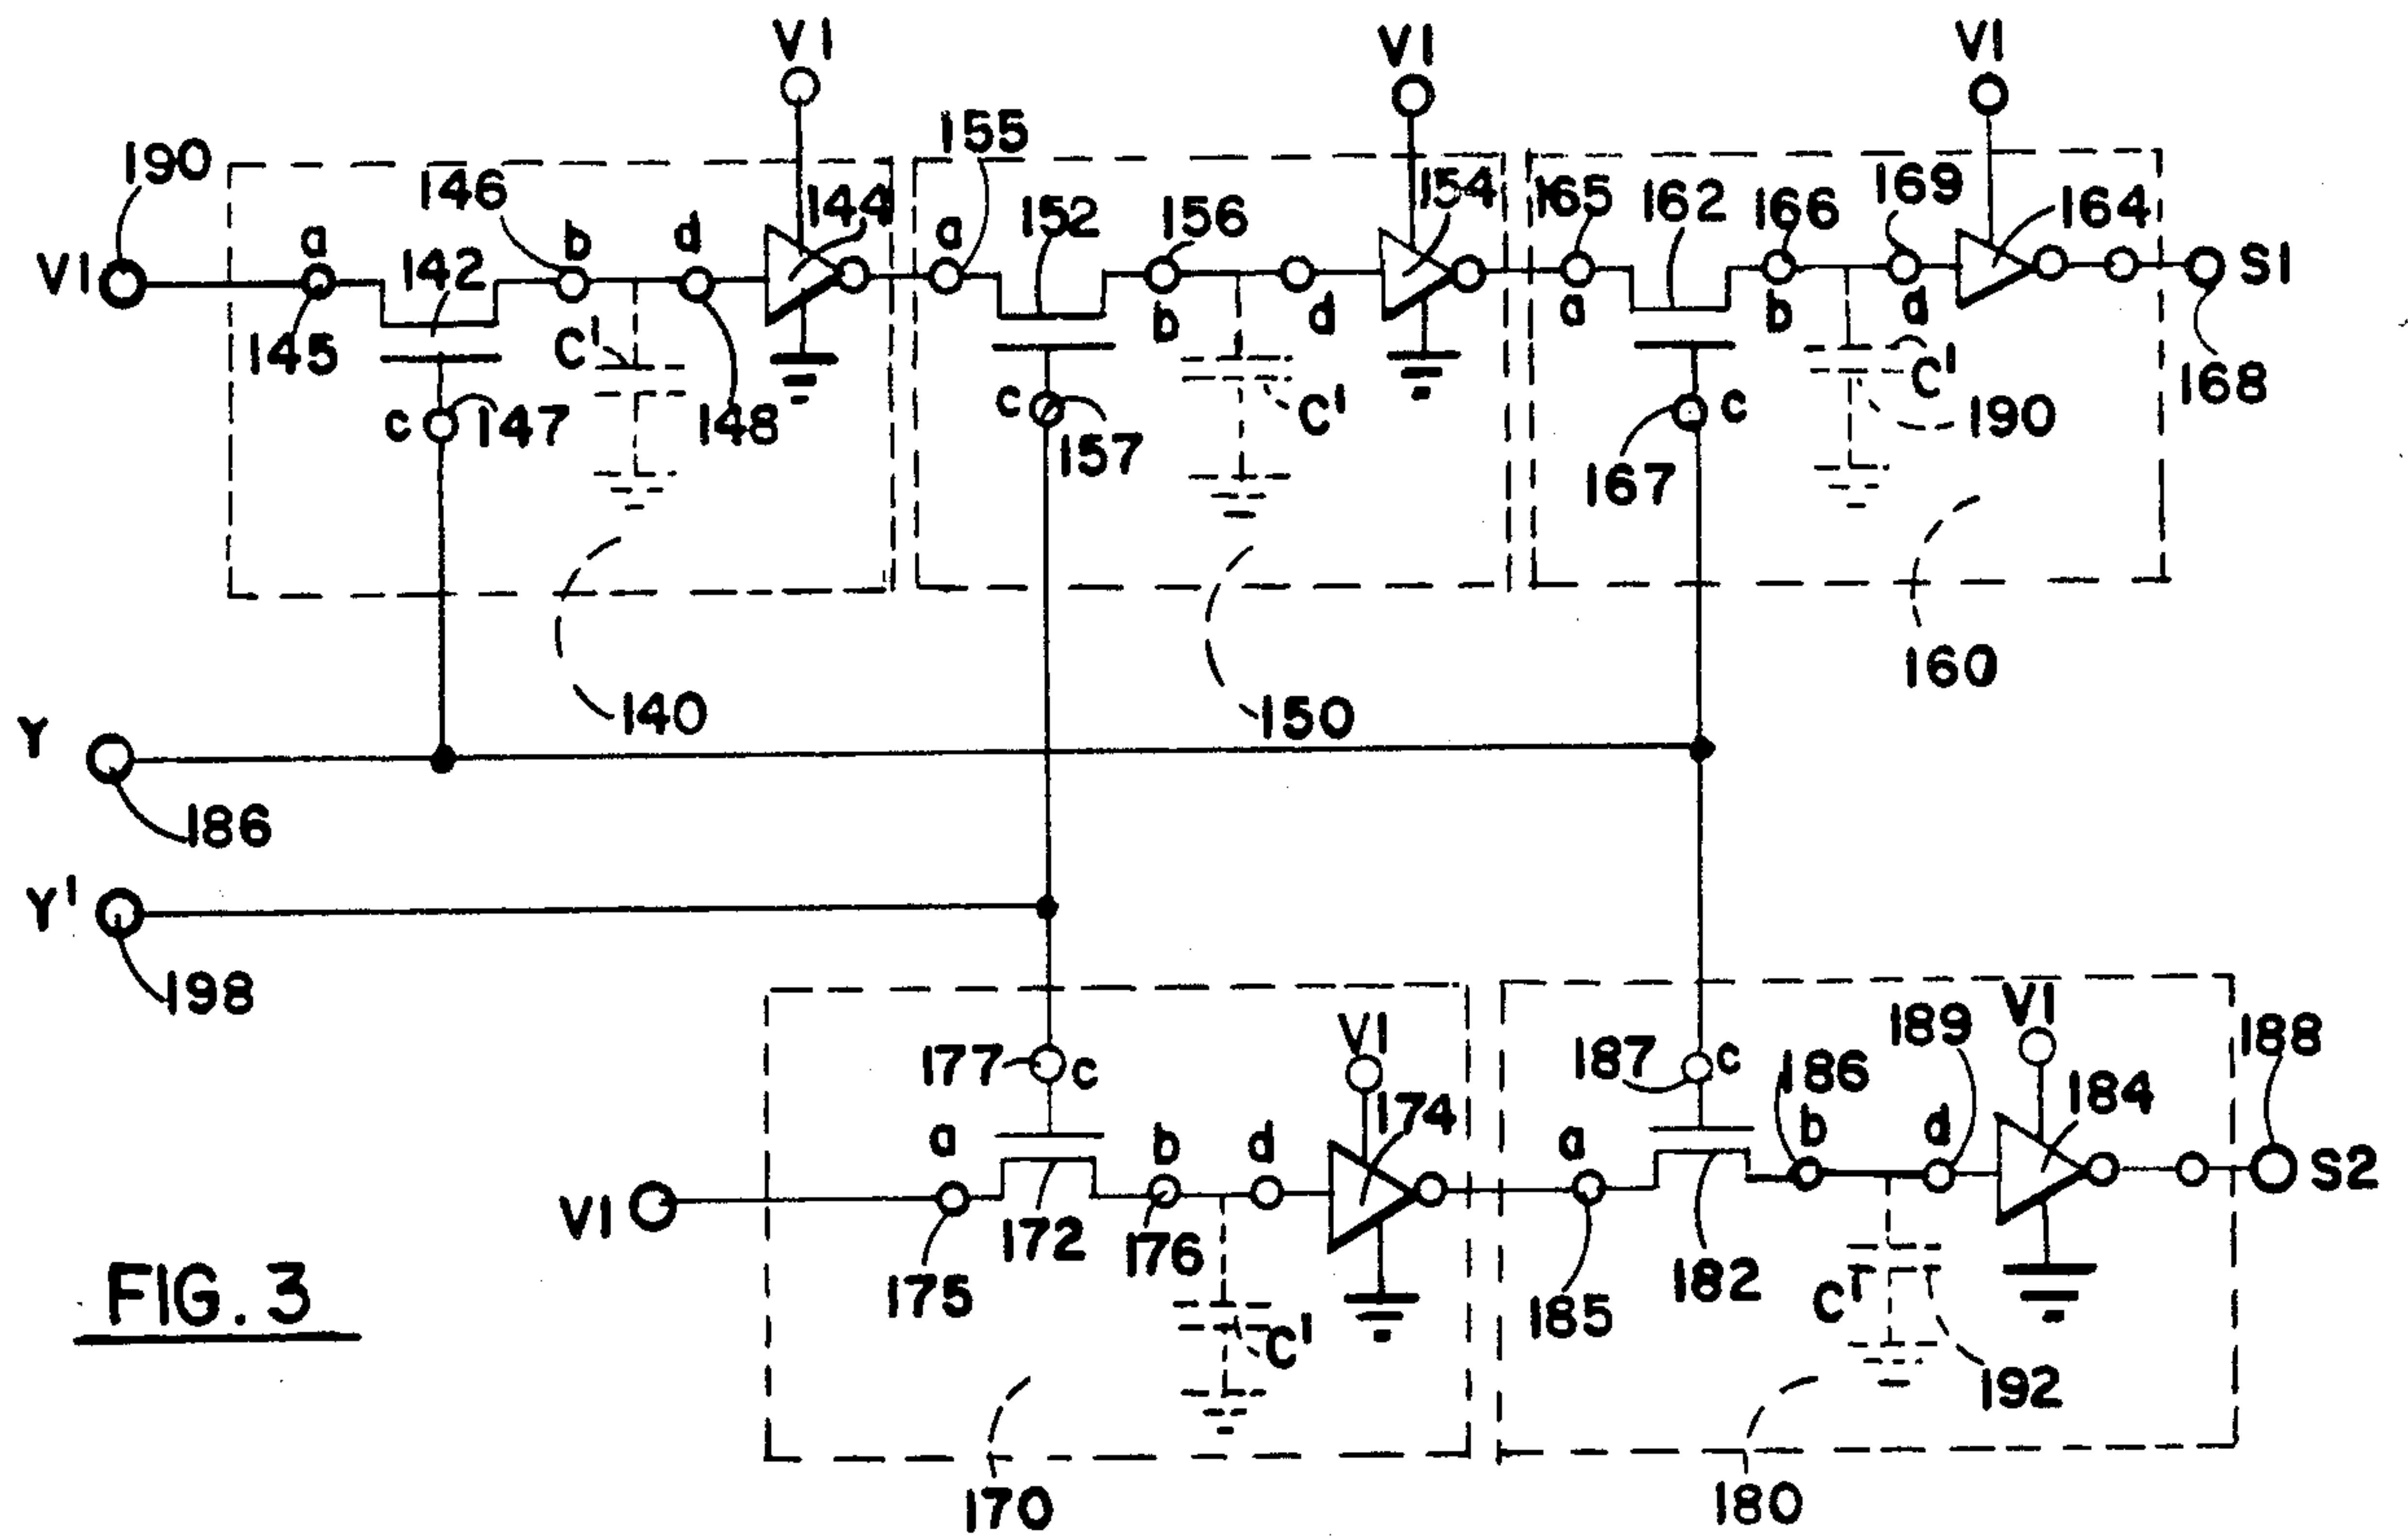 V1
V1
V1
155
190
146
144
152
156
154
165
162
166
169
164
a
b
d
a
V1
142
S1
b
d
a
b
d
145
C'
C'
168
c
147
148
c
C'
c
190
157
167
160
140
150
Y
186
Y'
198
V1
189
188
177
c
V1
187
c
186
184
174
a
b
d
a
b
d
V1
S2
172
176
182
175
185
C'
C'
192
FIG. 3
170
180